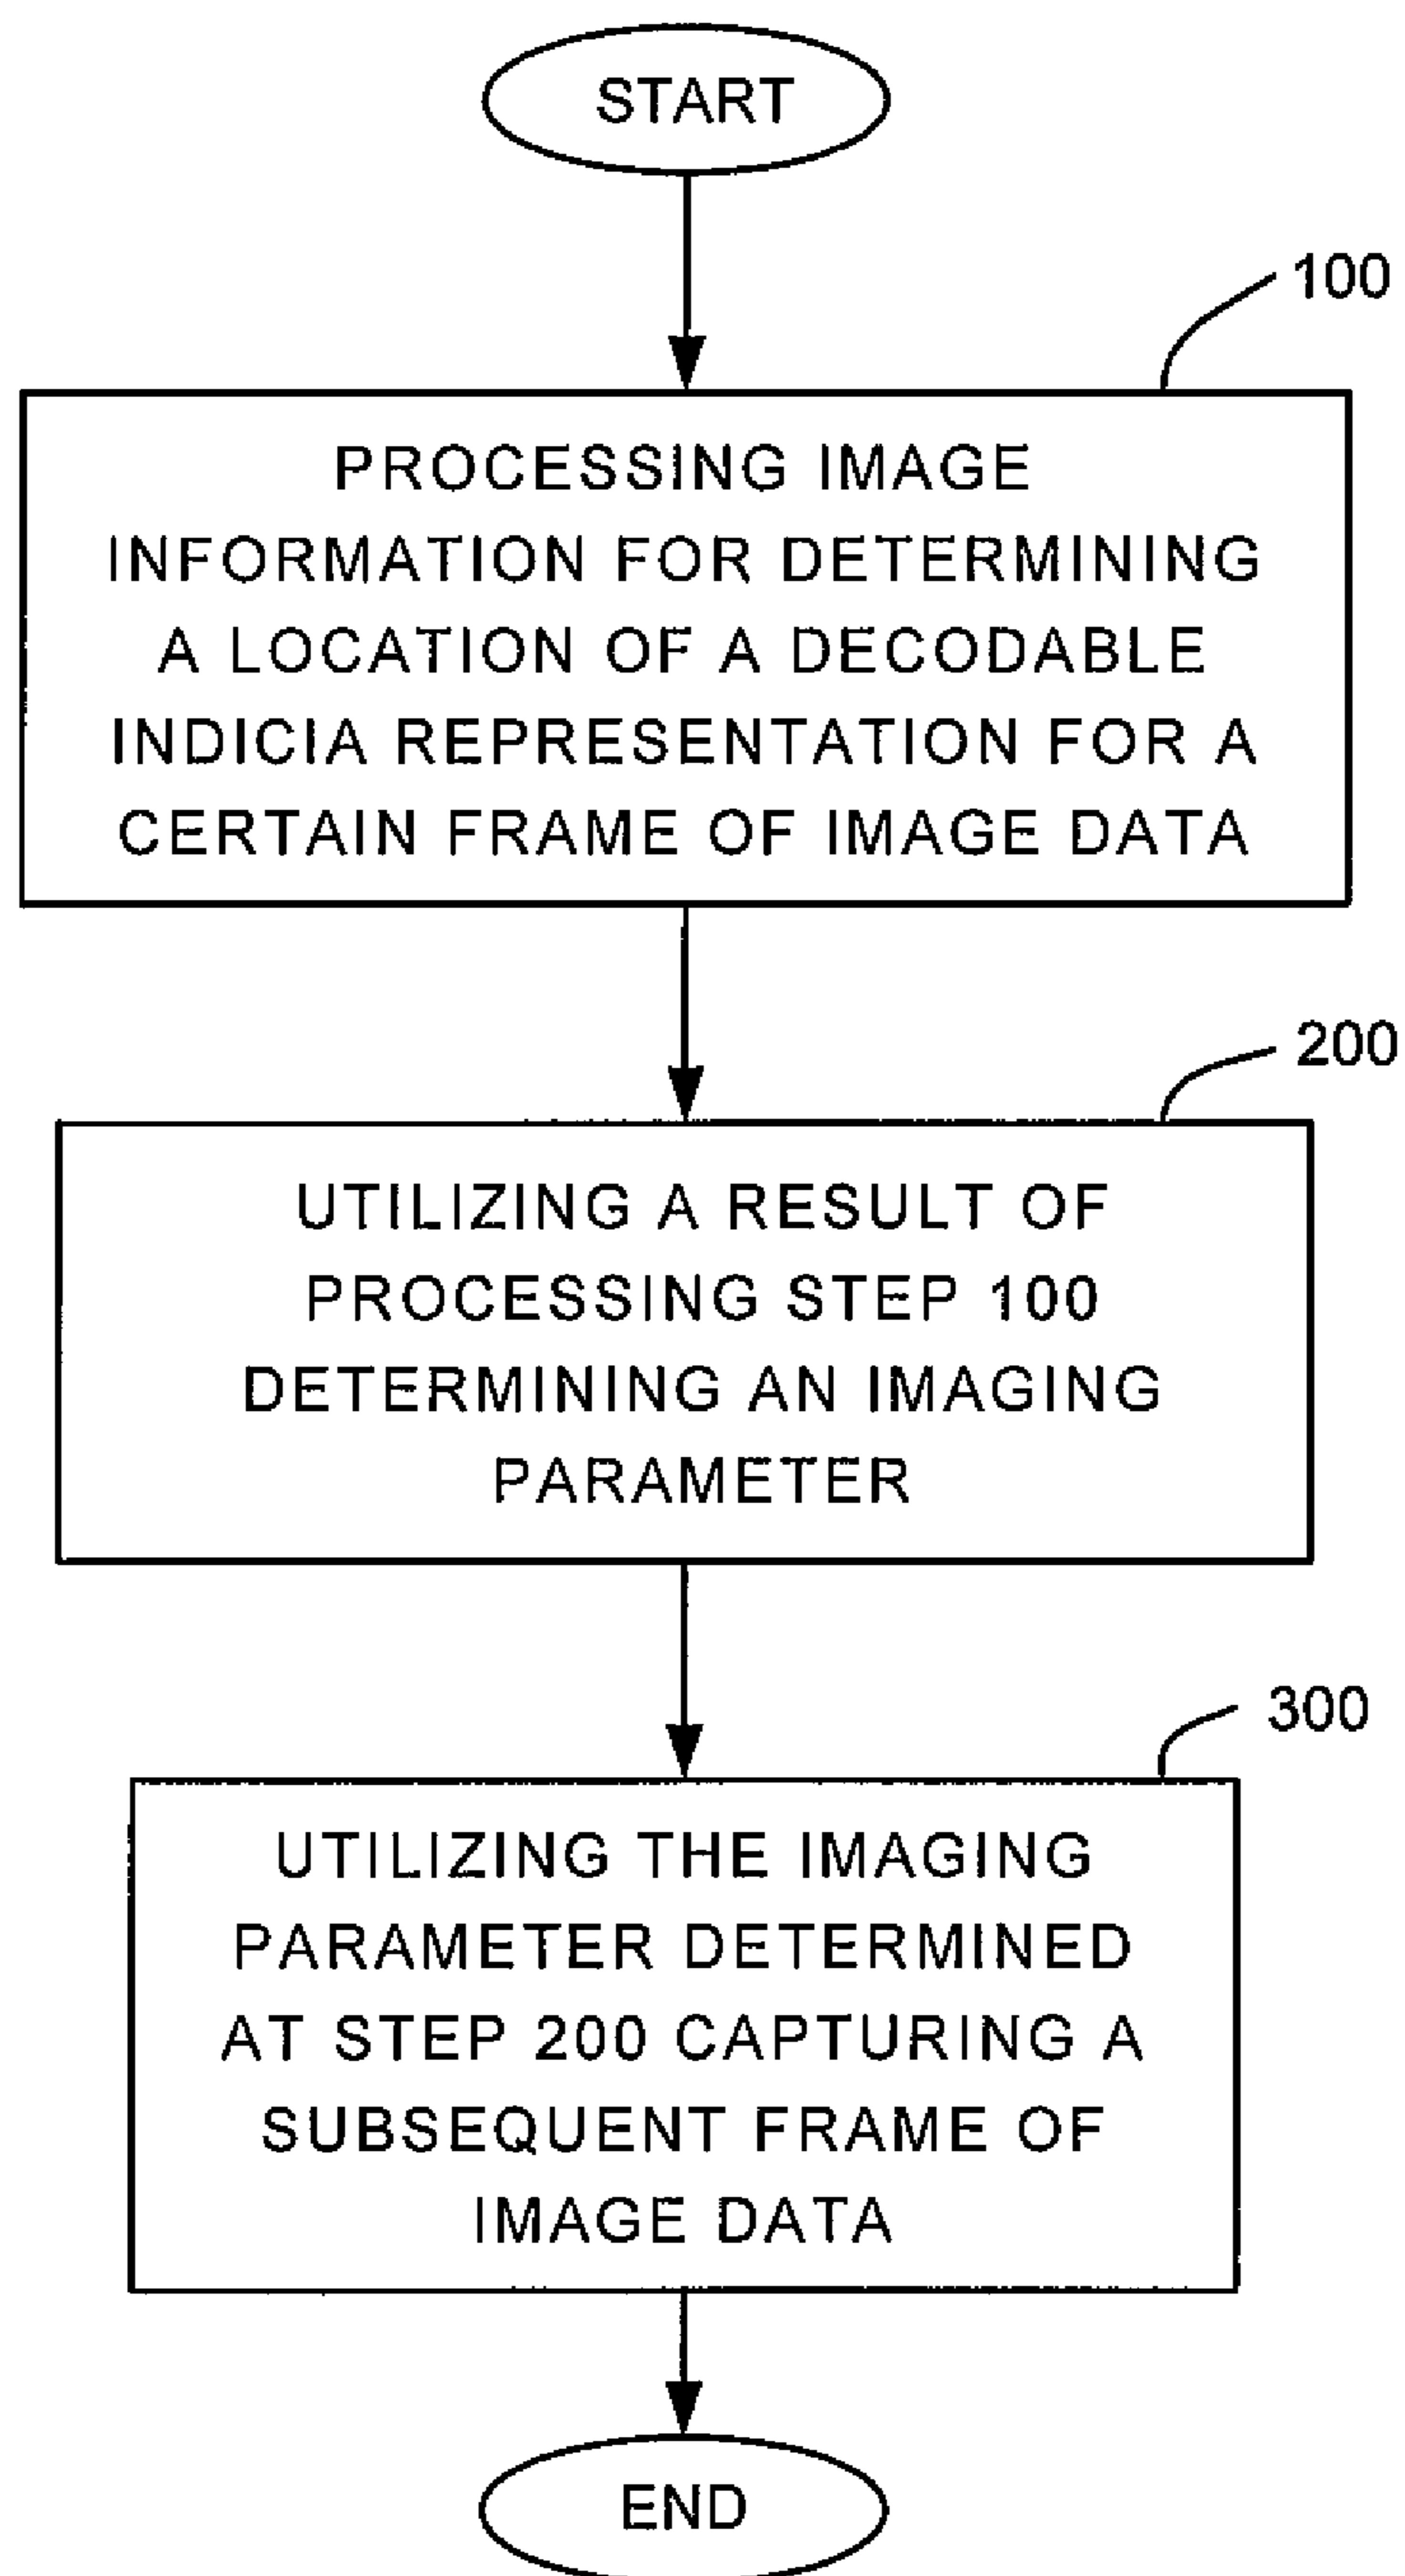 START
100
PROCESSING IMAGE
INFORMATION FOR DETERMINING
A LOCATION OF A DECODABLE
INDICIA REPRESENTATION FOR A
CERTAIN FRAME OF IMAGE DATA
200
UTILIZING A RESULT OF
PROCESSING STEP 100
DETERMINING AN IMAGING
PARAMETER
300
UTILIZING THE IMAGING
PARAMETER DETERMINED
AT STEP 200 CAPTURING A
SUBSEQUENT FRAME OF
IMAGE DATA
END